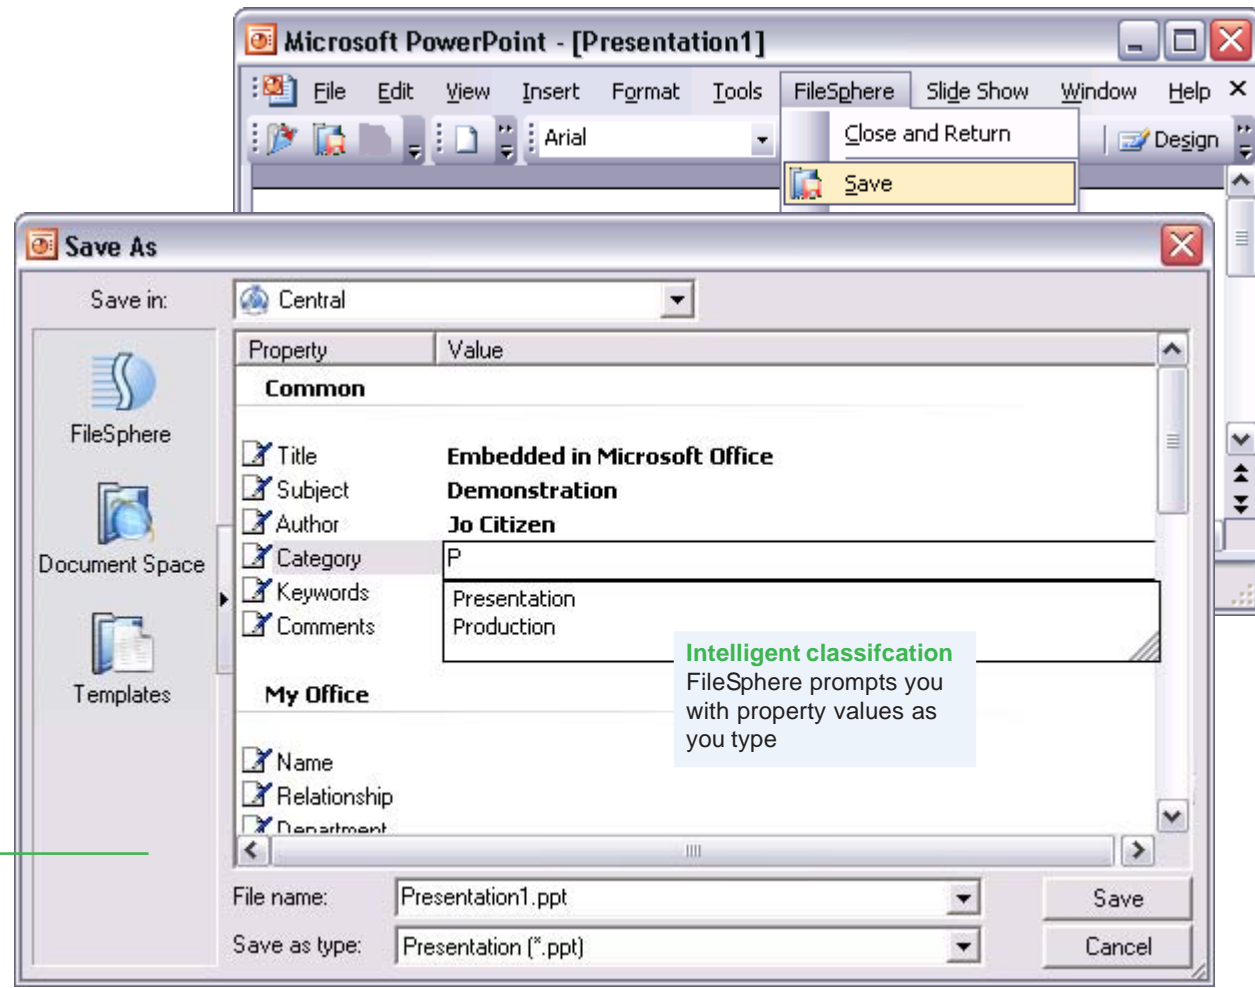 Microsoft PowerPoint - [Presentation1]
File Edit View Insert Format Tools FileSphere Slide Show Window Help
Arial Close and Return Design
Save
Save As
Save in: Central
Property Value
Common
FileSphere
Title Embedded in Microsoft Office
Subject Demonstration
Author Jo Citizen
Document Space
Category P
Keywords Presentation
Comments Production
Intelligent classifcation
FileSphere prompts you
with property values as
you type
Templates
My Office
Name
Relationship
Department
File name: Presentation1.ppt Save
Save as type: Presentation (*.ppt) Cancel